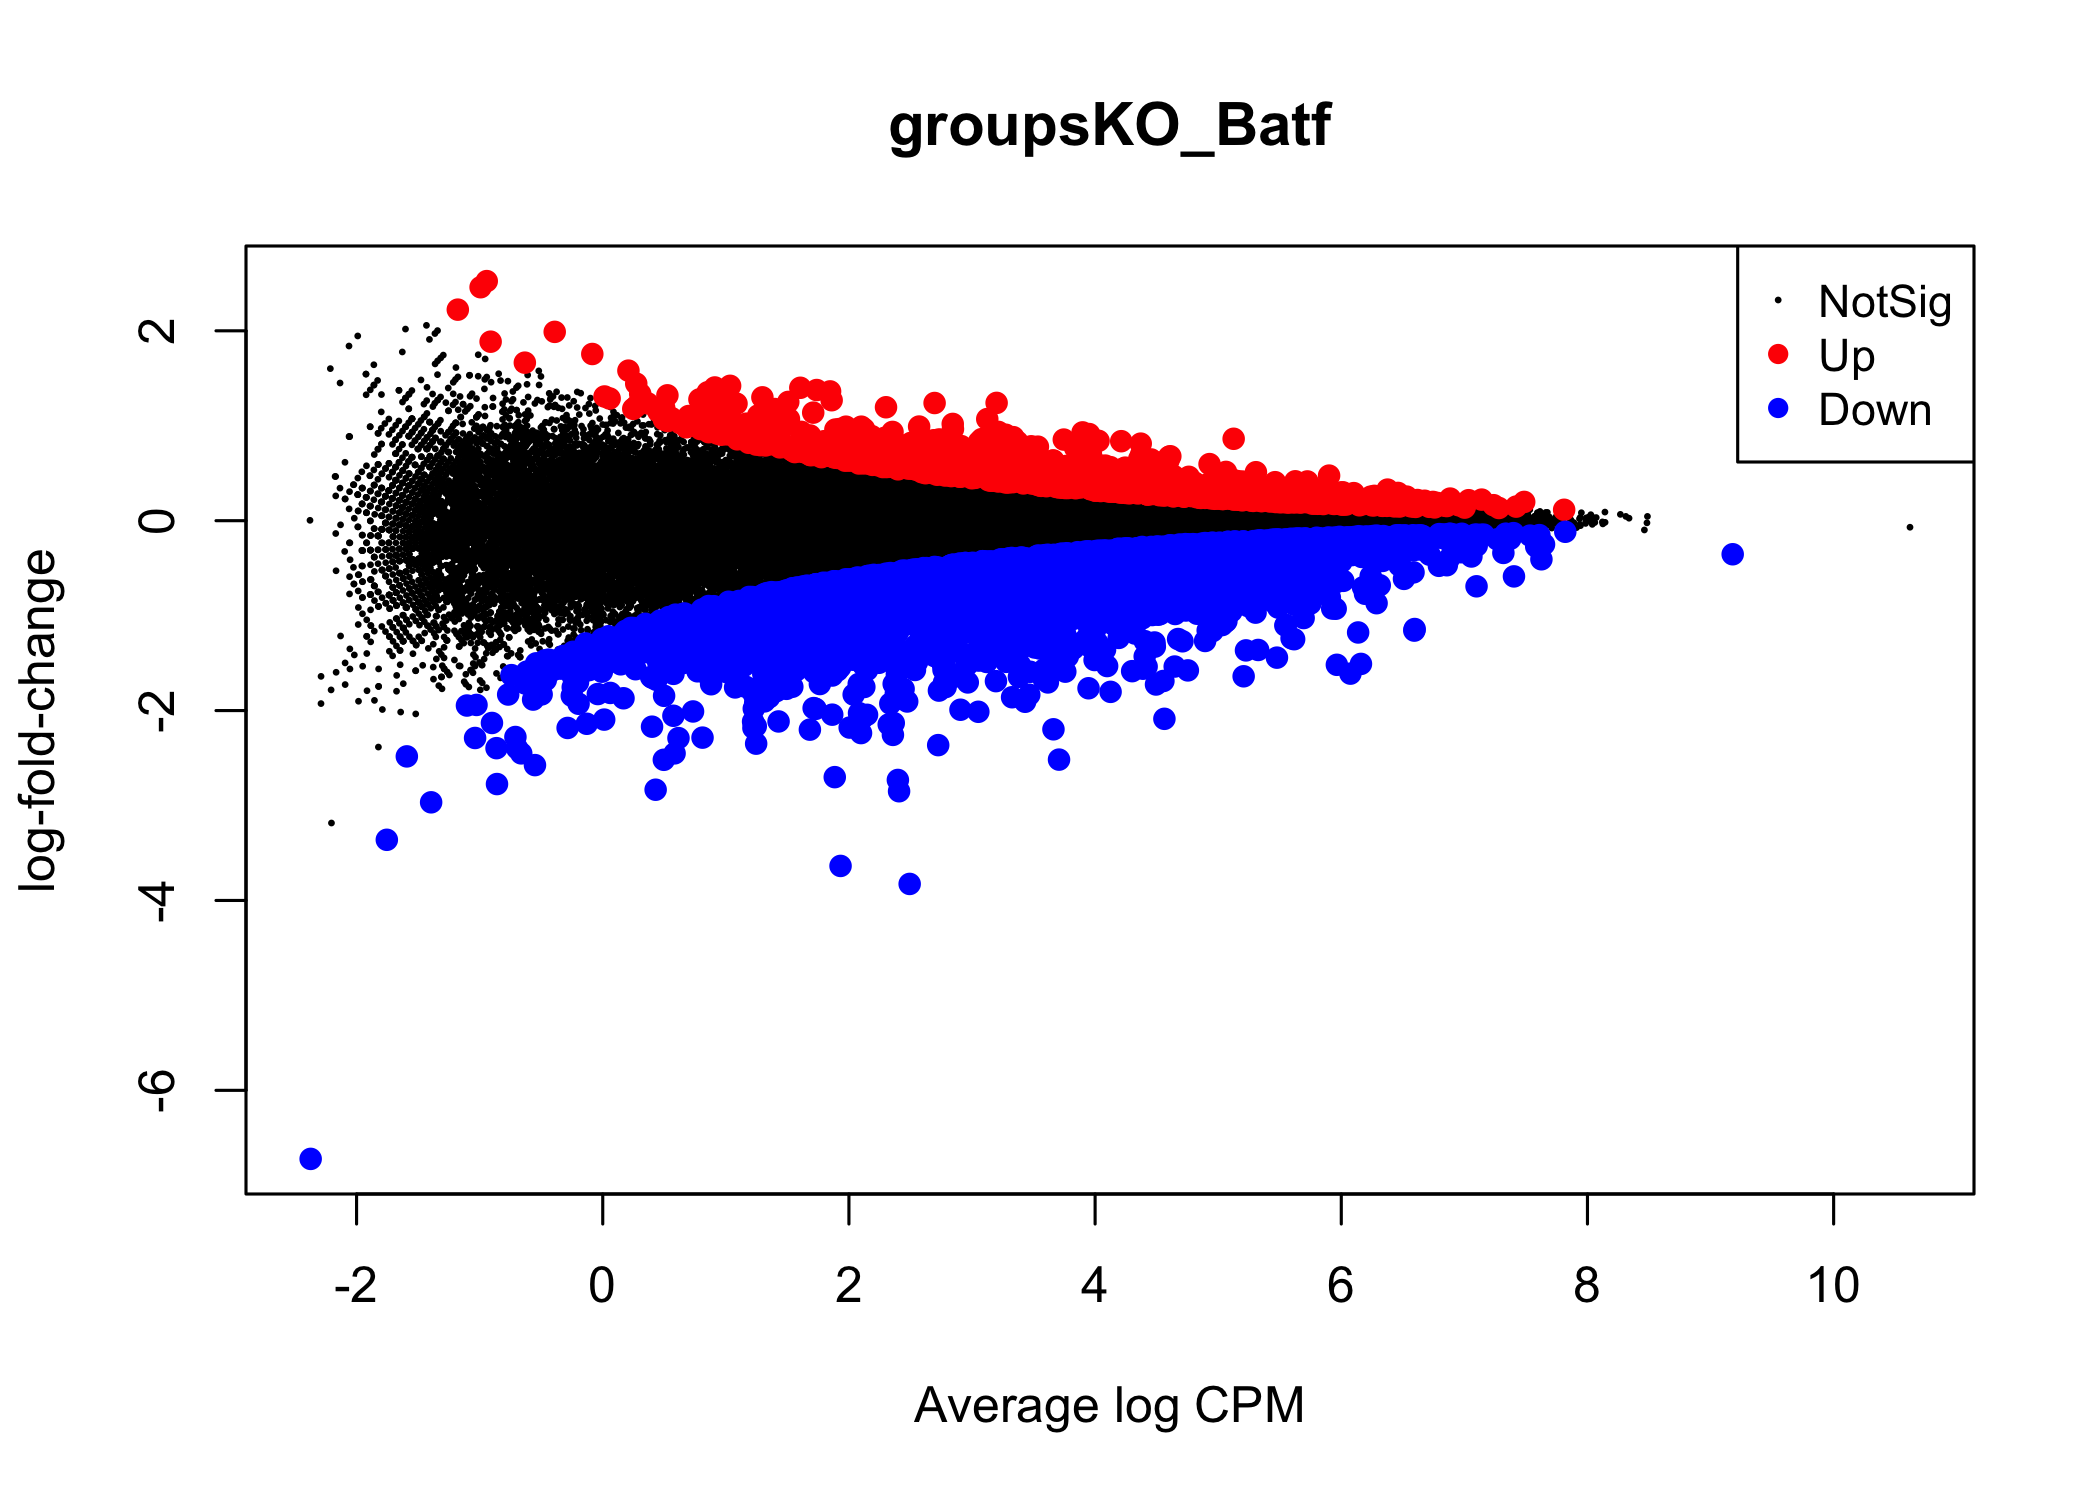 groupsKO_Batf
NotSig
Up
Down
2
0
-2
-4
-6
log-fold-change
-2 0 2 4 6 8 10
Average log CPM